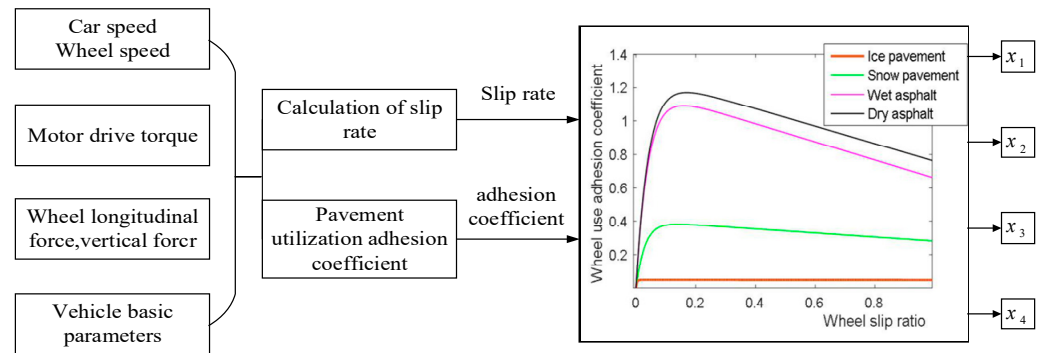 Car speed
Wheel speed
Motor drive torque
Wheel longitudinal
force,vertical forcr
Vehicle basic
parameters
Calculation of slip
rate
Pavement
utilization adhesion
coefficient
Slip rate
adhesion
coefficient
Wheel use adhesion coefficient
1.4
1.2
1
0.8
0.6
0.4
0.2
0
0.2
0.4
0.6
0.8
Wheel slip ratio
Ice pavement
Snow pavement
Wet asphalt
Dry asphalt
x1
x2
x3
x4